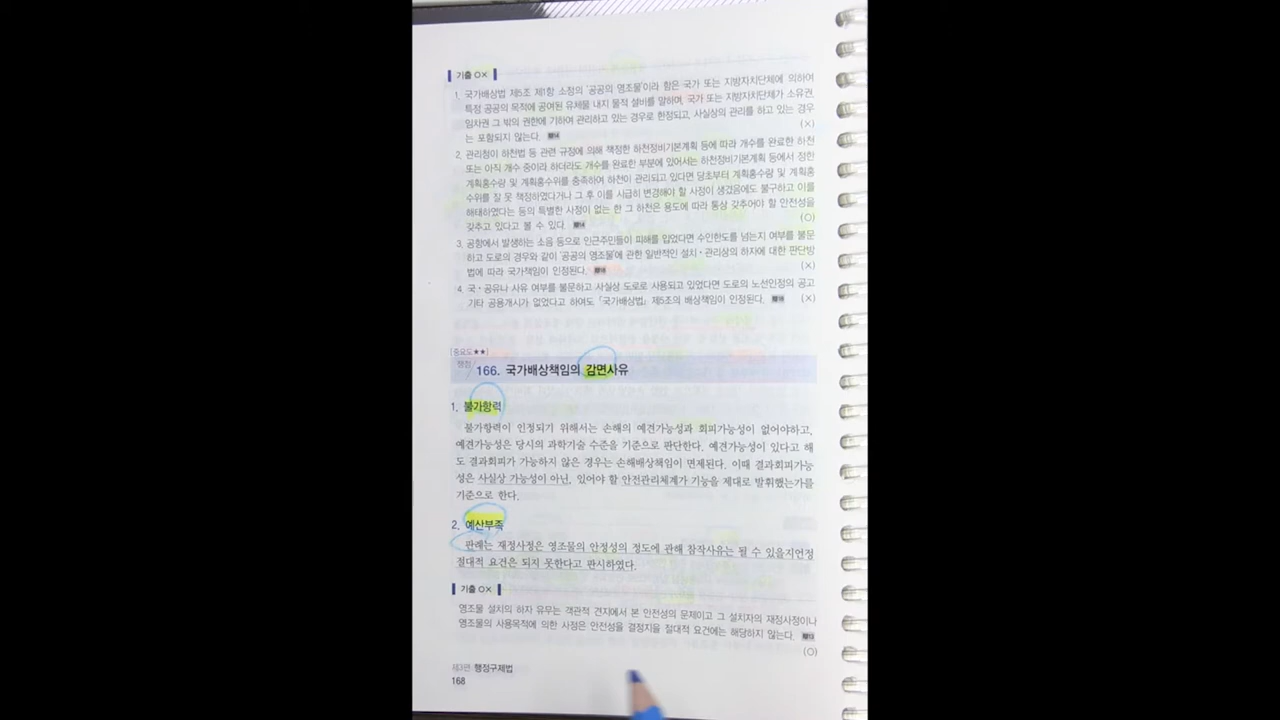 기출 OX
1. 국가배상법 제5조 제1항 소정의 '공공의 영조물'이라 함은 국가 또는 지방자치단체에 의하여
특정 공공의 목적에 공여된 유체물 내지 물적 설비를 말하며, 국가 또는 지방자치단체가 소유권,
임차권 그 밖의 권한에 기하여 관리하고 있는 경우로 한정되고, 사실상의 관리를 하고 있는 경우
는 포함되지 않는다. (×)
2. 관리청이 하천법 등 관련 규정에 의해 책정한 하천정비기본계획 등에 따라 개수를 완료한 하천
또는 아직 개수 중이라 하더라도 개수를 완료한 부분에 있어서는 하천정비기본계획 등에서 정한
계획홍수량 및 계획홍수위를 충족하여 하천이 관리되고 있다면 당초부터 계획홍수량 및 계획홍
수위를 잘 못 책정하였다거나 그 후 이를 시급히 변경해야 할 사정이 생겼음에도 불구하고 이를
해태하였다는 등의 특별한 사정이 없는 한 그 하천은 용도에 따라 통상 갖추어야 할 안전성을
갖추고 있다고 볼 수 있다. (O)
3. 공항에서 발생하는 소음 등으로 인근주민들이 피해를 입었다면 수인한도를 넘는지 여부를 불문
하고 도로의 경우와 같이 '공공의 영조물'에 관한 일반적인 설치·관리상의 하자에 대한 판단방
법에 따라 국가책임이 인정된다. (×)
4. 국·공유나 사유 여부를 불문하고 사실상 도로로 사용되고 있었다면 도로의 노선인정의 공고
기타 공용개시가 없었다고 하여도 「국가배상법」 제5조의 배상책임이 인정된다. (×)
[중요도★★]
쟁점/ 166. 국가배상책임의 감면사유
1. 불가항력
불가항력이 인정되기 위해서는 손해의 예견가능성과 회피가능성이 없어야하고,
예견가능성은 당시의 과학기술 수준을 기준으로 판단한다. 예견가능성이 있다고 해
도 결과회피가 가능하지 않은 경우는 손해배상책임이 면제된다. 이때 결과회피가능
성은 사실상 가능성이 아닌, 있어야 할 안전관리체계가 기능을 제대로 발휘했는가를
기준으로 한다.
2. 예산부족
판례는 재정사정은 영조물의 안정성의 정도에 관해 참작사유는 될 수 있을지언정
절대적 요건은 되지 못한다고 판시하였다.
기출 OX
영조물 설치의 하자 유무는 객관적 견지에서 본 안전성의 문제이고 그 설치자의 재정사정이나
영조물의 사용목적에 의한 사정은 안전성을 결정지을 절대적 요건에는 해당하지 않는다.
(O)
제3편 행정구제법
168